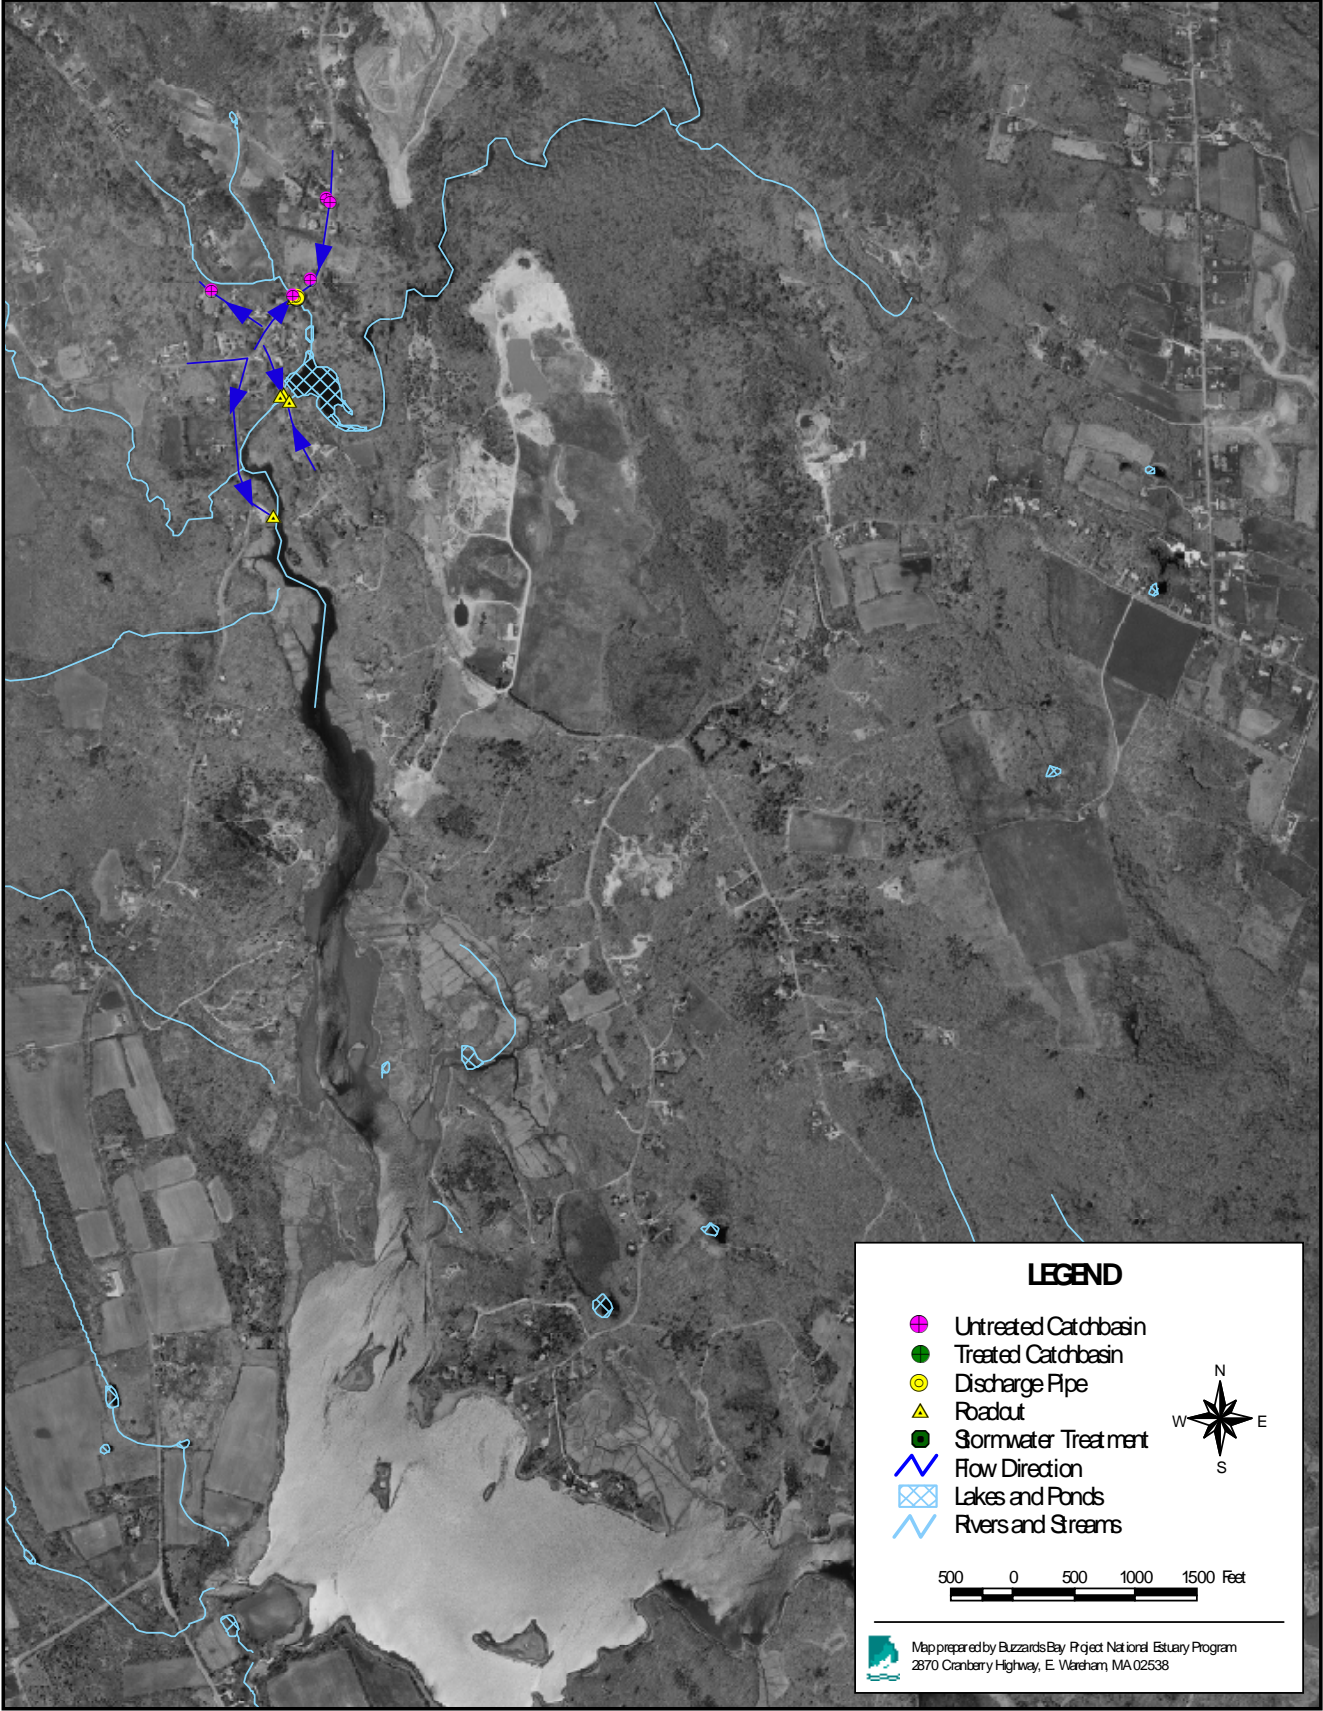 LEGEND
Untreated Catchbasin
Treated Catchbasin
Discharge Pipe
Roadcut
Stormwater Treatment
Flow Direction
Lakes and Ponds
Rivers and Streams
N
W E
S
500 0 500 1000 1500 Feet
Map prepared by Buzzards Bay Project National Estuary Program
2870 Cranberry Highway, E. Wareham, MA 02538